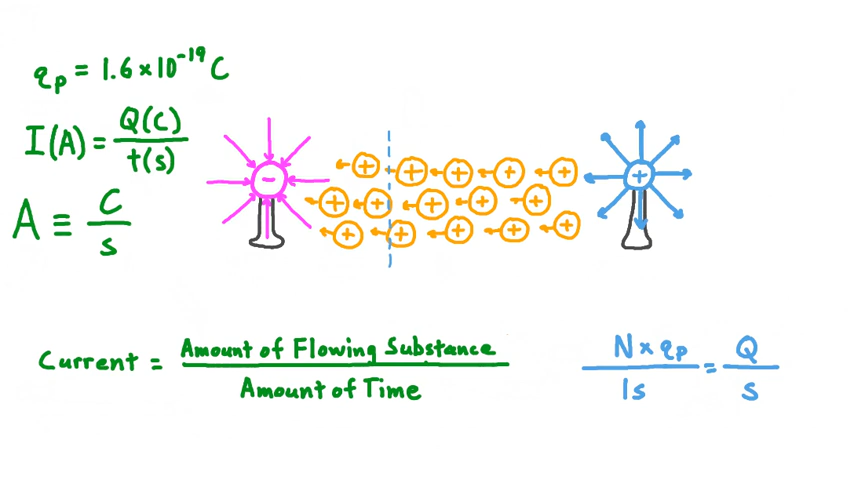 qₚ = 1.6×10⁻¹⁹ C
I(A) = Q(C) / t(s)
A ≡ C / s
Current = Amount of Flowing Substance / Amount of Time
N × qₚ / 1s = Q / s